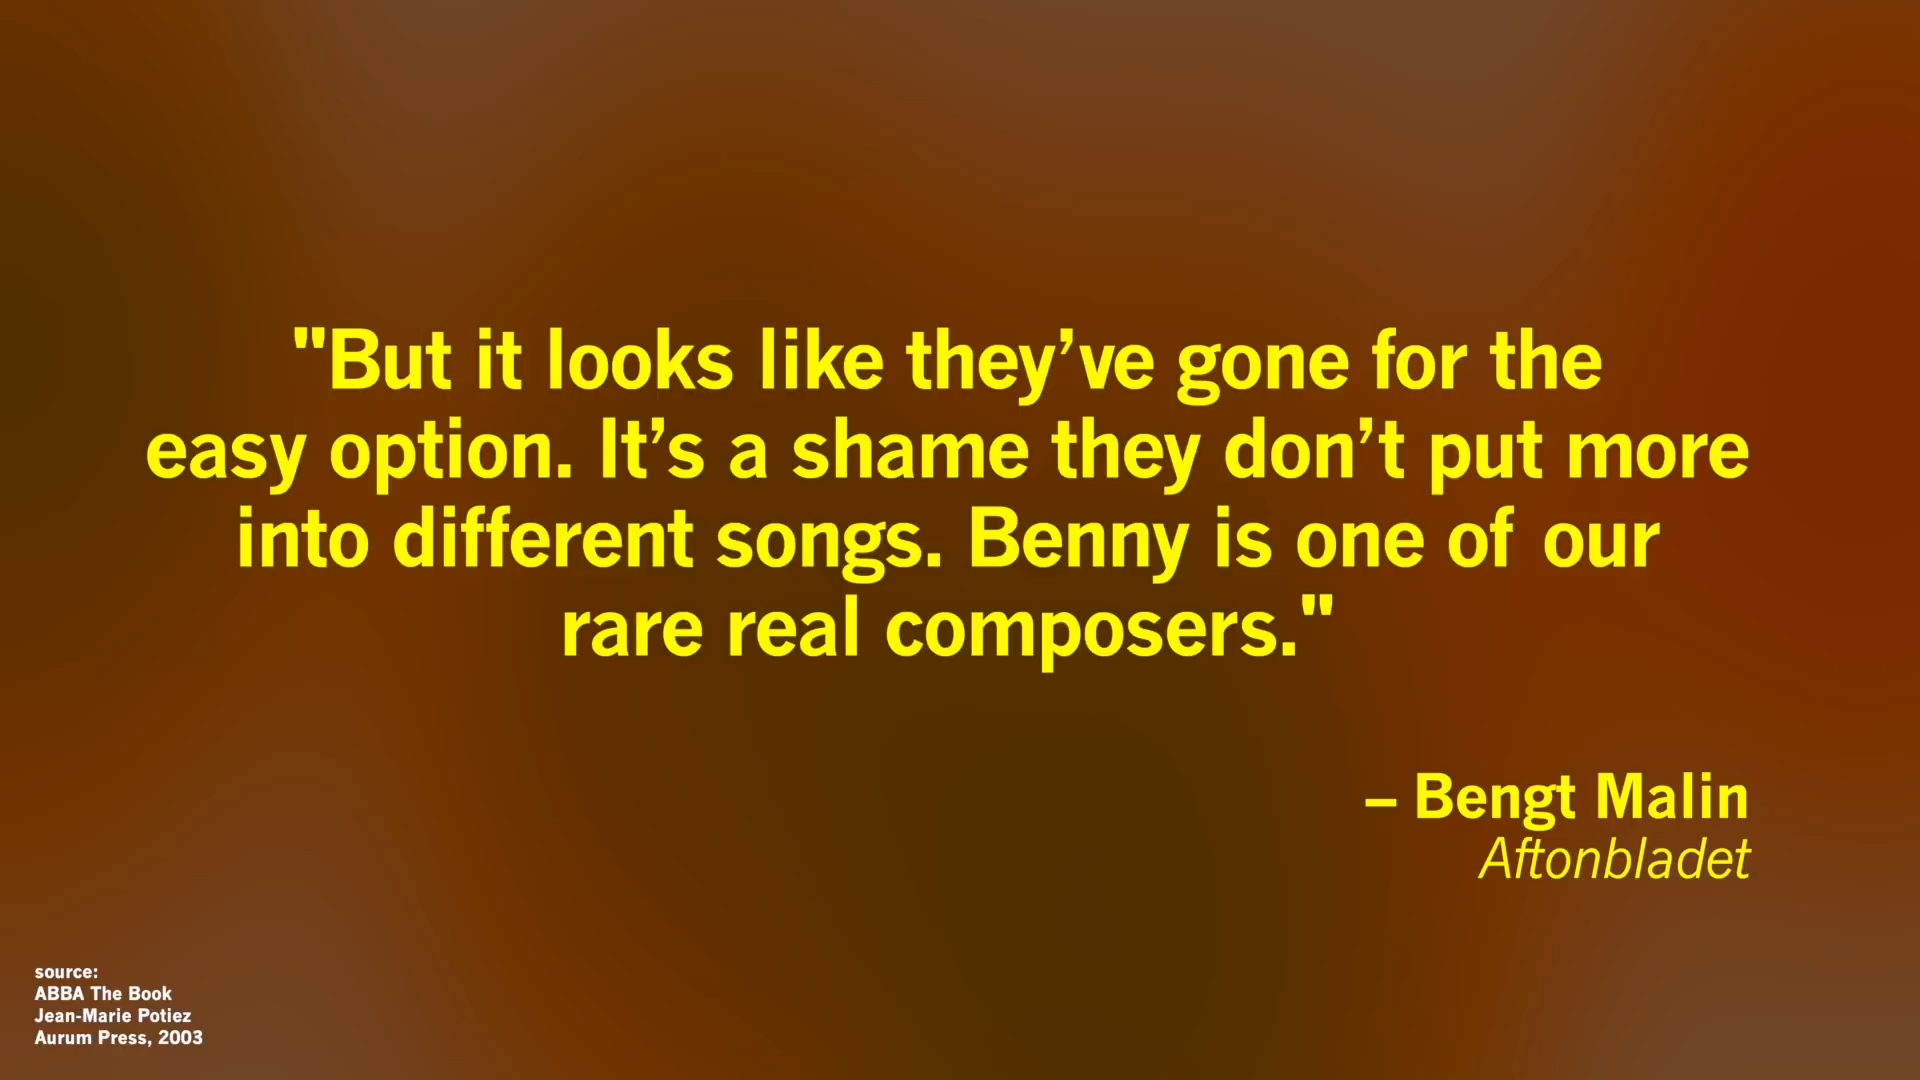 "But it looks like they’ve gone for the
easy option. It’s a shame they don’t put more
into different songs. Benny is one of our
rare real composers."
– Bengt Malin
Aftonbladet
source:
ABBA The Book
Jean-Marie Potiez
Aurum Press, 2003